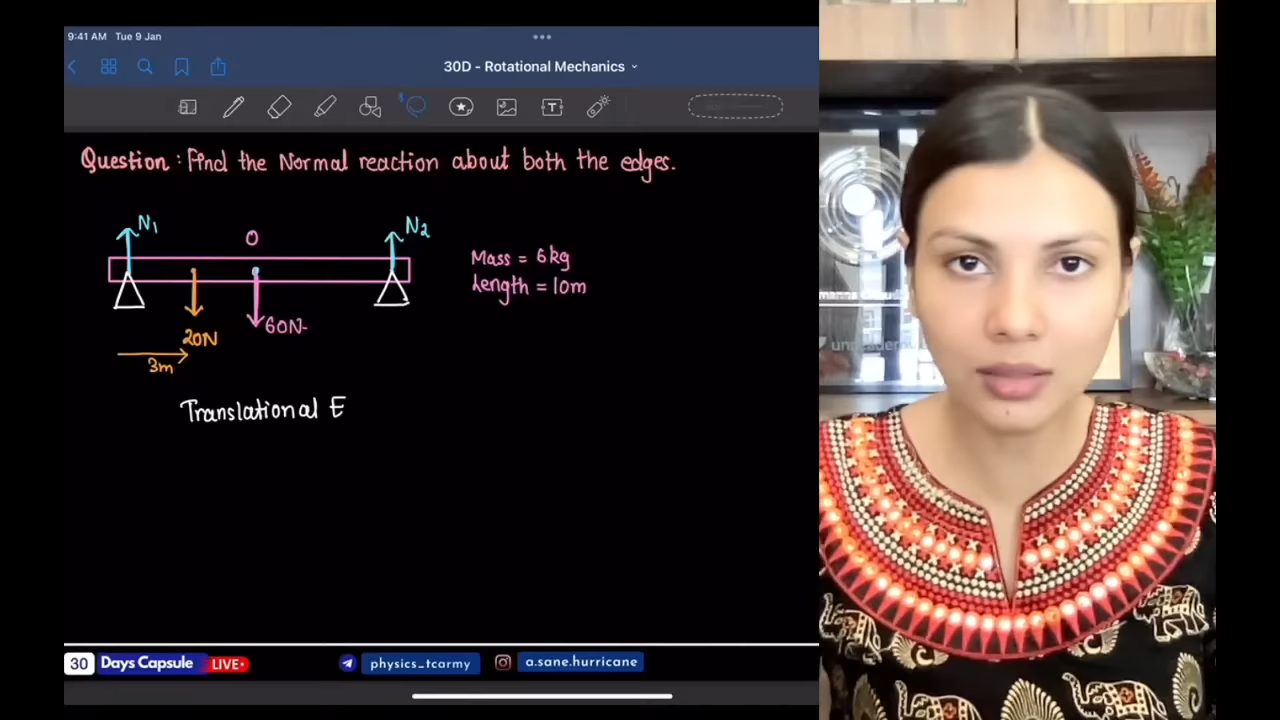 9:41 AM Tue 9 Jan
30D - Rotational Mechanics
T
Question: Find the Normal reaction about both the edges.
N1
N2
O
Mass = 6kg
Length = 10m
60N
20N
3m
Translational E
30 Days Capsule LIVE
physics_tcarmy
a.sane.hurricane